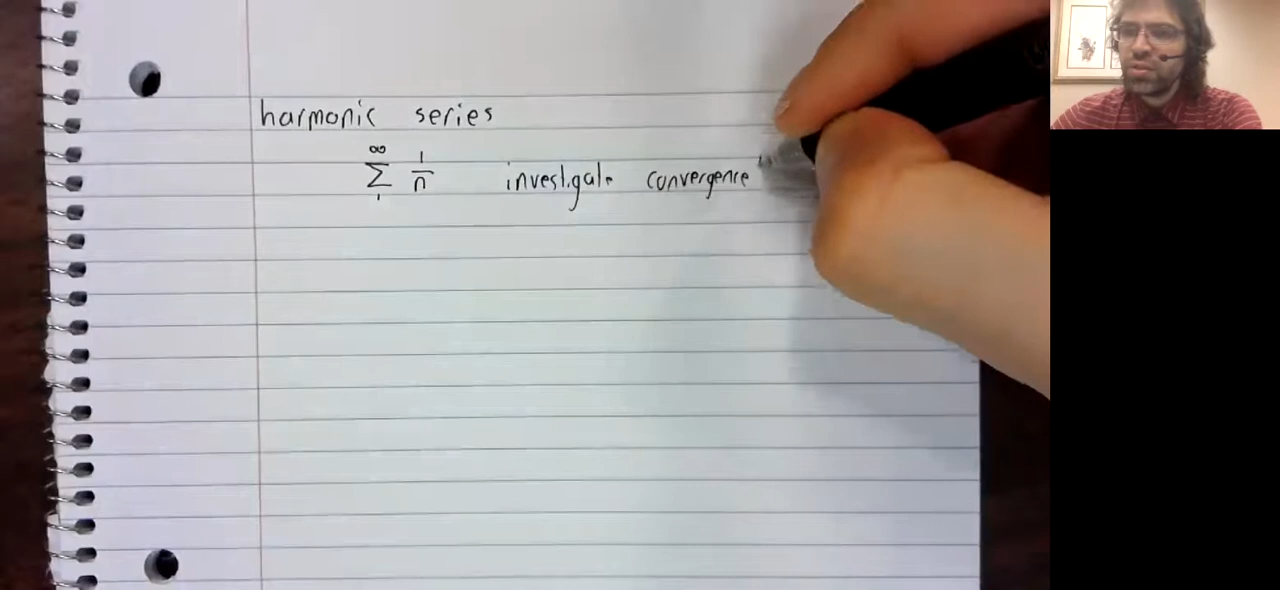 harmonic series
∞ ∑ 1 1/n investigate convergence